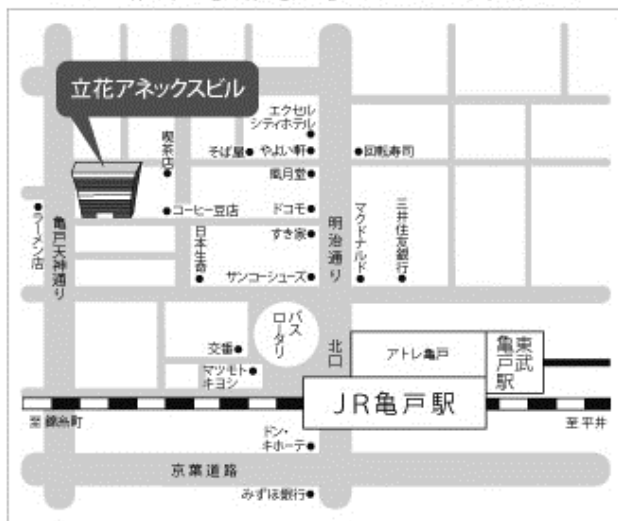 立花アネックスビル
エクセル
シティホテル
喫茶店
そば屋
やよい軒
回転寿司
風月堂
ラーメン店
亀戸天神通り
コーヒー豆店
ドコモ
明治通り
マクドナルド
三井住友銀行
日本生命
すき家
サンコーシューズ
バス
ロータリー
北口
交番
アトレ亀戸
東武
亀戸駅
マツモト
キヨシ
JR亀戸駅
至 錦糸町
至 平井
ドン・
キホーテ
京葉道路
みずほ銀行